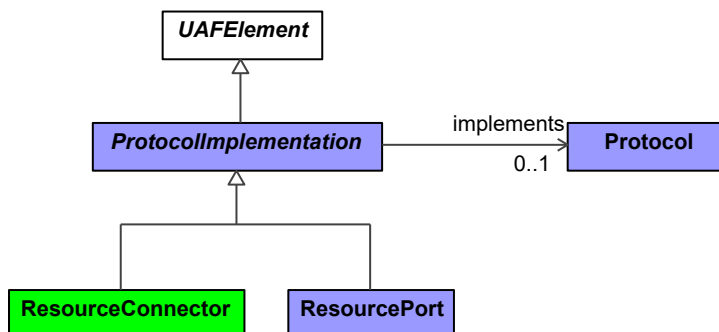 UAFElement
implements
ProtocolImplementation
Protocol
0..1
ResourceConnector
ResourcePort